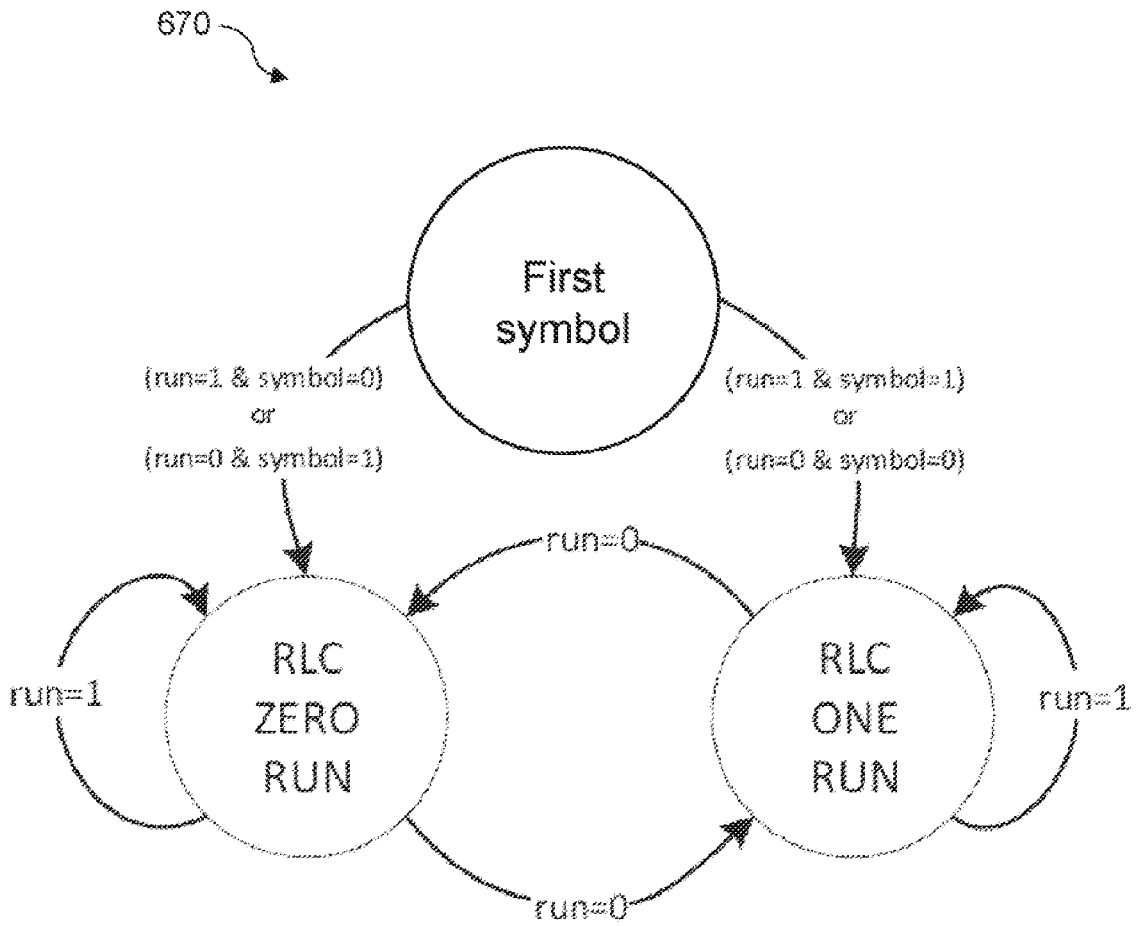 670
First
symbol
(run=1 & symbol=0)
or
(run=0 & symbol=1)
(run=1 & symbol=1)
or
(run=0 & symbol=0)
run=0
RLC
ZERO
RUN
run=1
RLC
ONE
RUN
run=1
run=0